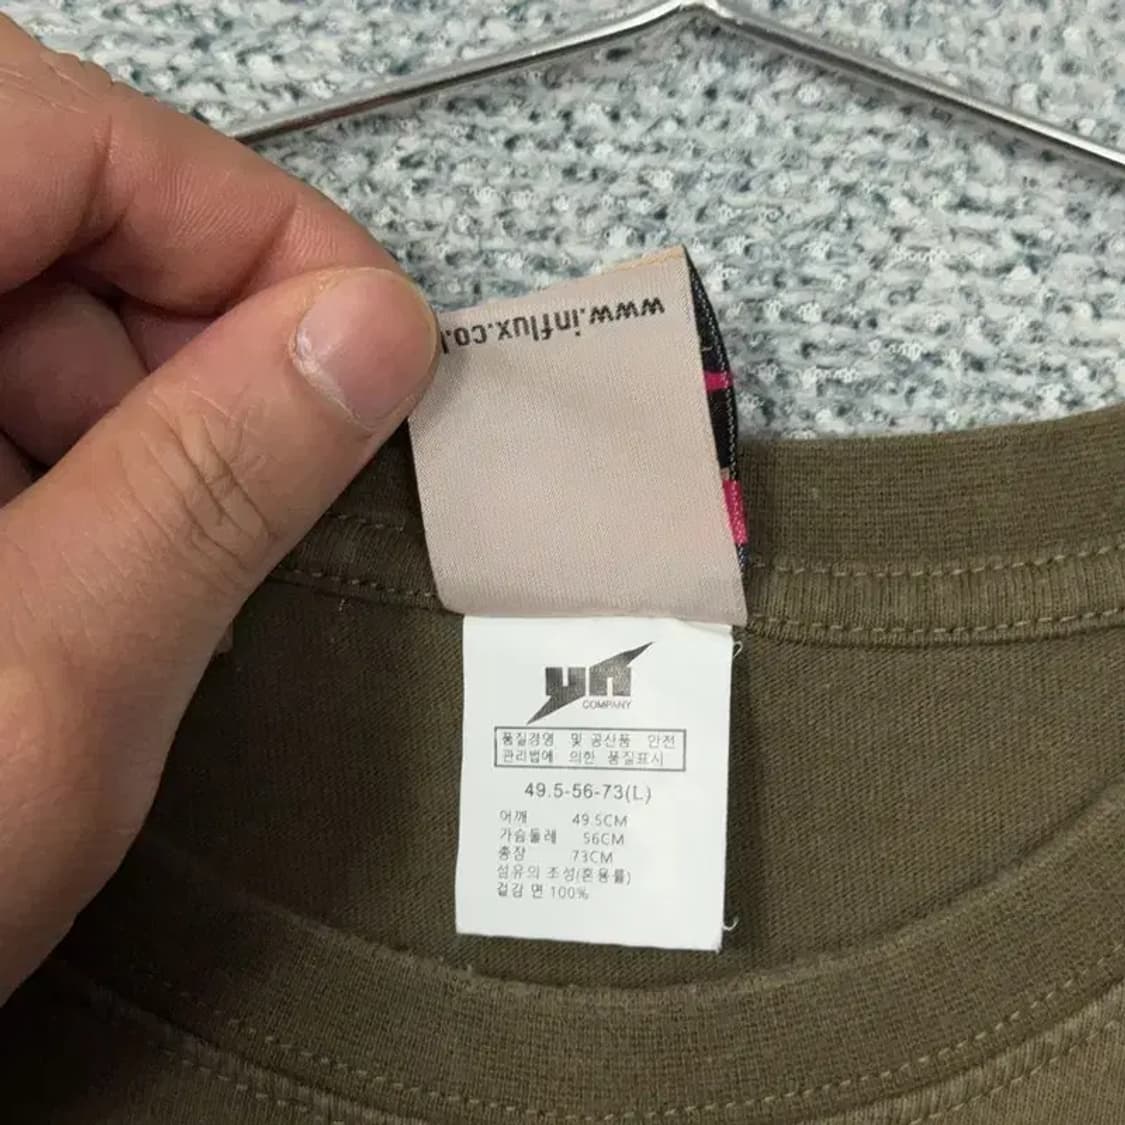 www.influx.co.
yn
COMPANY
품질경영 및 공산품 안전
관리법에 의한 품질표시
49.5-56-73(L)
어깨 49.5CM
가슴둘레 56CM
총장 73CM
섬유의 조성(혼용률)
겉감 면 100%